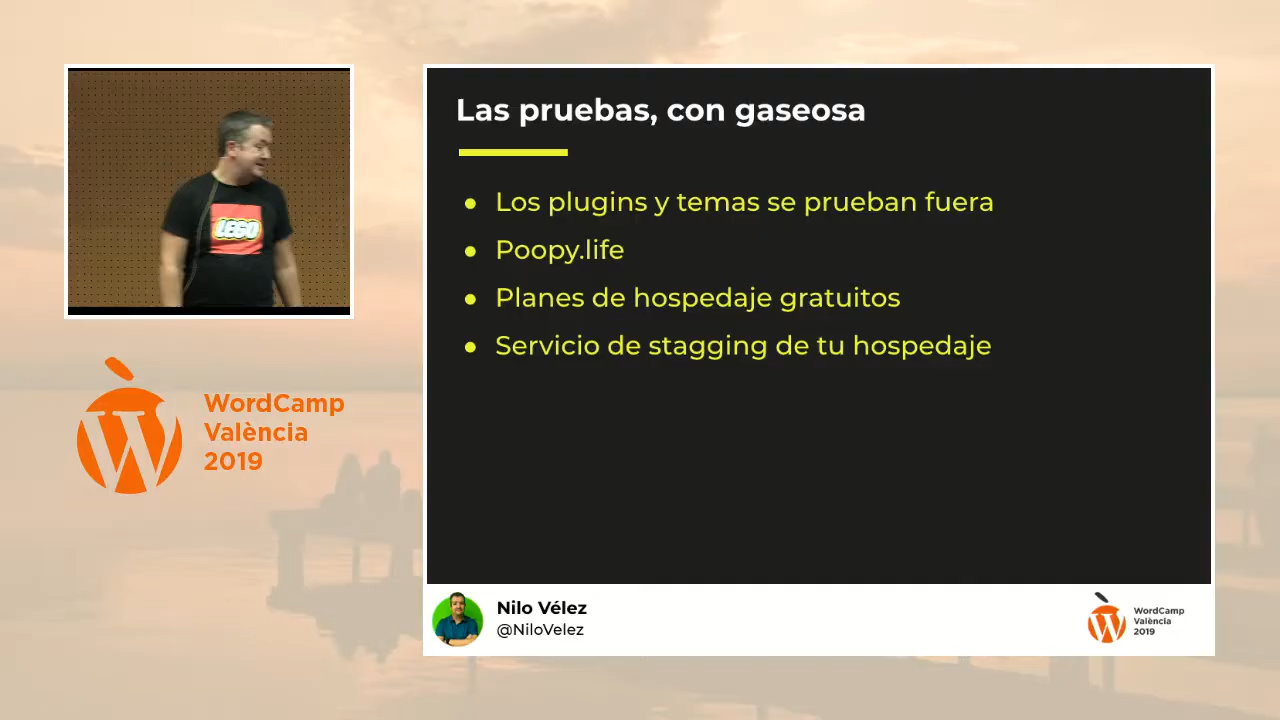 LEGO
WordCamp
València
2019
Las pruebas, con gaseosa
● Los plugins y temas se prueban fuera
● Poopy.life
● Planes de hospedaje gratuitos
● Servicio de stagging de tu hospedaje
Nilo Vélez
@NiloVelez
WordCamp
València
2019